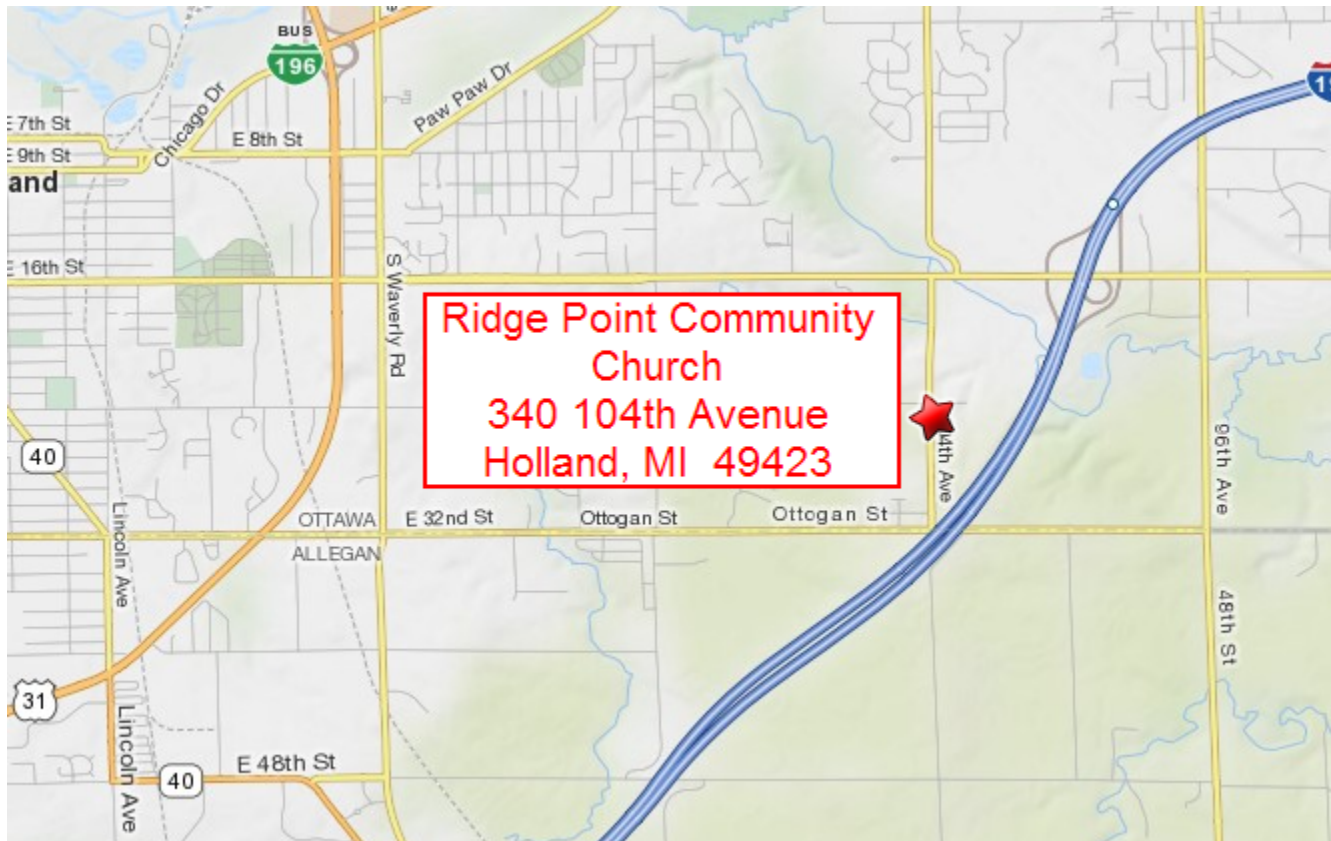 BUS
196
19
Paw Paw Dr
Chicago Dr
E 7th St
E 8th St
E 9th St
and
E 16th St
S Waverly Rd
Ridge Point Community
Church
340 104th Avenue
Holland, MI 49423
40
4th Ave
96th Ave
Lincoln Ave
OTTAWA
E 32nd St
Ottogan St
Ottogan St
ALLEGAN
48th St
31
Lincoln Ave
E 48th St
40